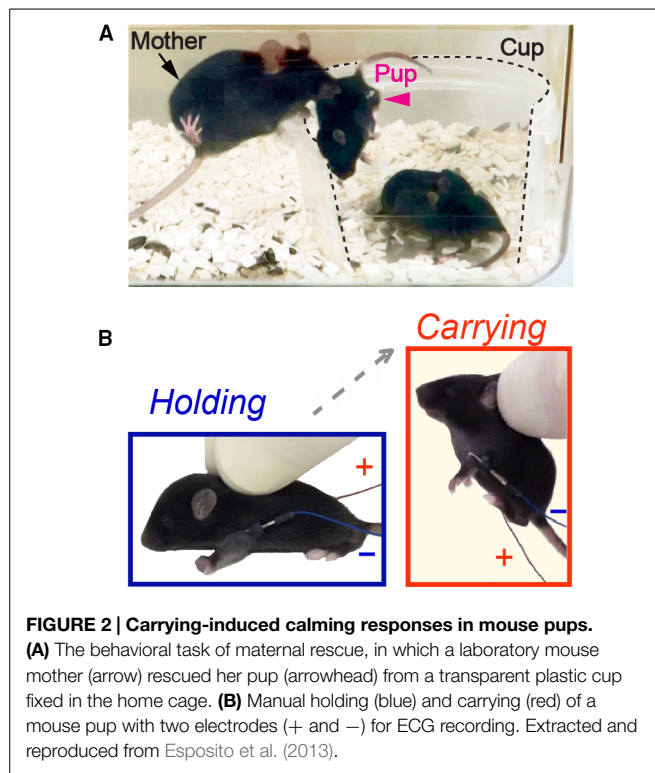 A
Mother
Cup
Pup
B
Carrying
Holding
+
−
−
+
FIGURE 2 | Carrying-induced calming responses in mouse pups.
(A) The behavioral task of maternal rescue, in which a laboratory mouse
mother (arrow) rescued her pup (arrowhead) from a transparent plastic cup
fixed in the home cage. (B) Manual holding (blue) and carrying (red) of a
mouse pup with two electrodes (+ and −) for ECG recording. Extracted and
reproduced from Esposito et al. (2013).